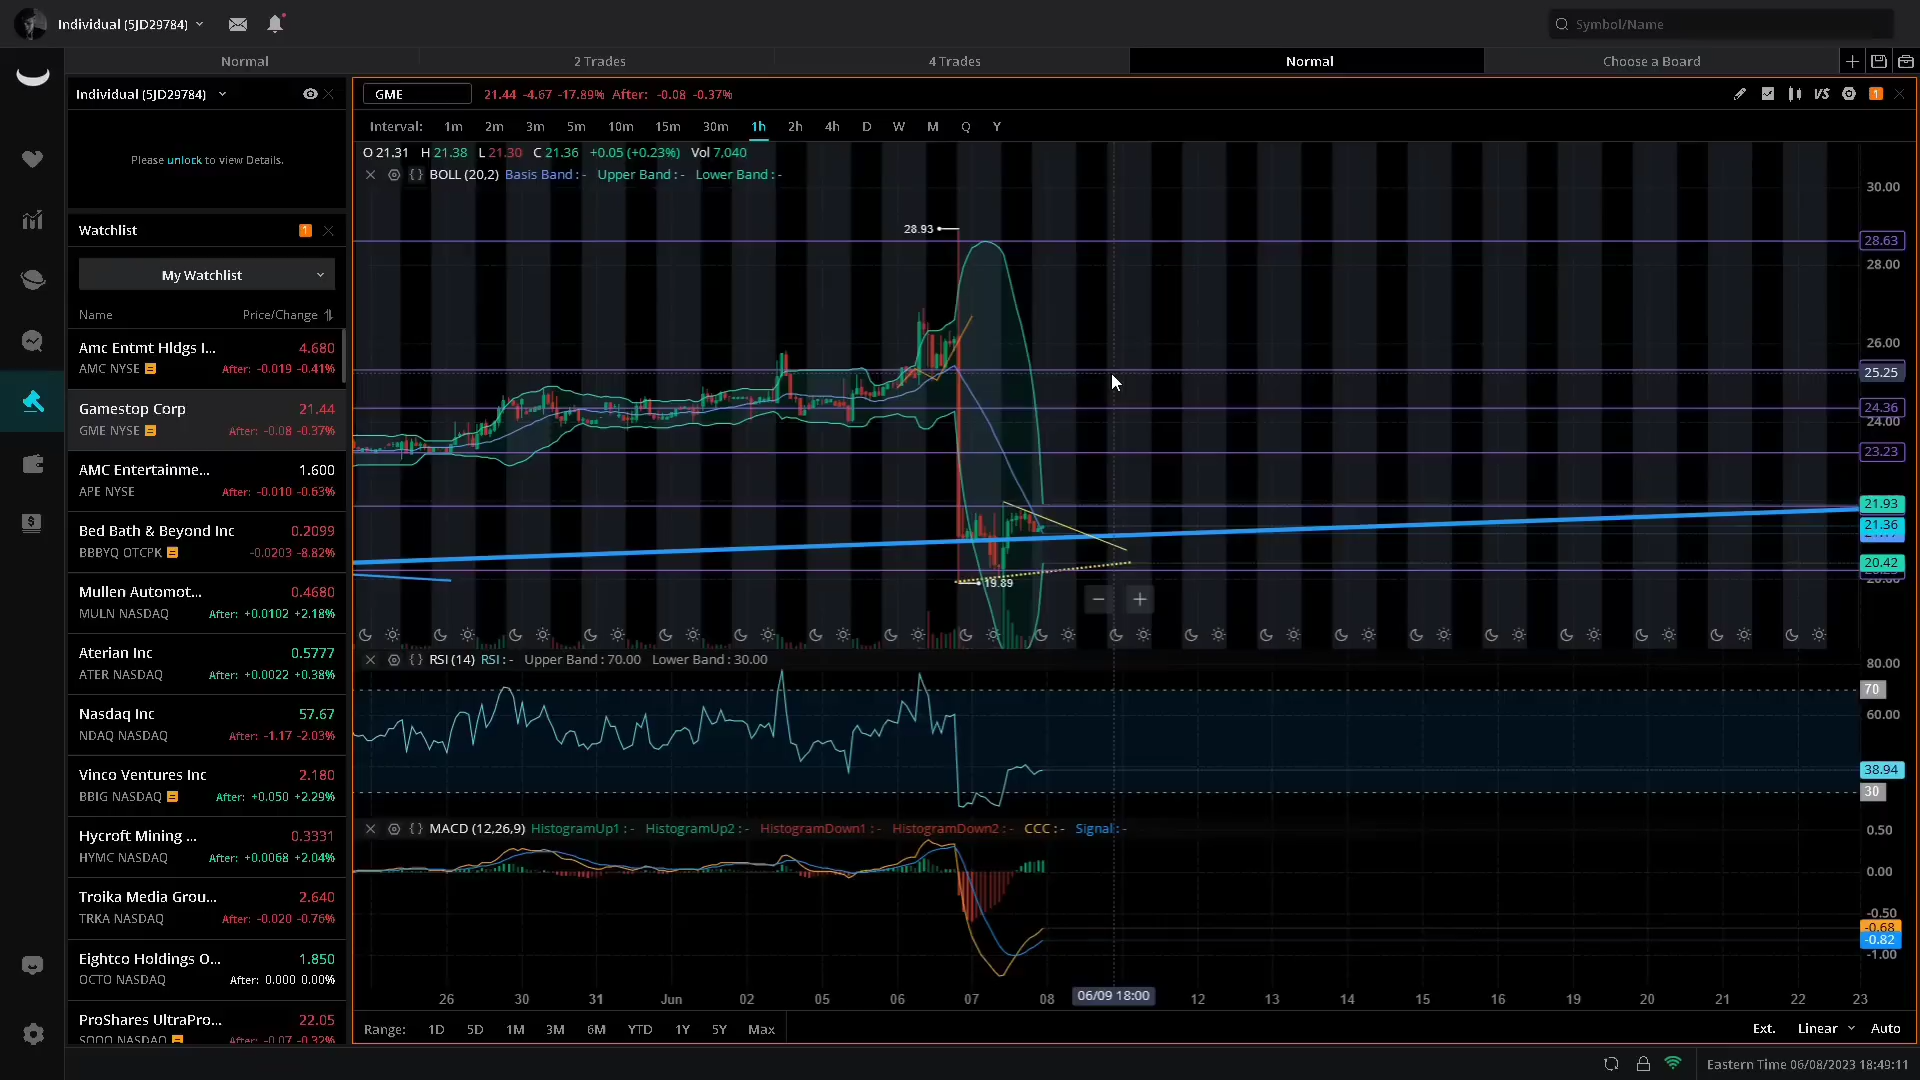 Individual (5JD29784)
Symbol/Name
Normal
2 Trades
4 Trades
Normal
Choose a Board
Individual (5JD29784)
Please unlock to view Details.
Watchlist
1
My Watchlist
Name Price/Change
Amc Entmt Hldgs I... 4.680
AMC NYSE After: -0.019 -0.41%
Gamestop Corp 21.44
GME NYSE After: -0.08 -0.37%
AMC Entertainme... 1.600
APE NYSE After: -0.010 -0.63%
Bed Bath & Beyond Inc 0.2099
BBBYQ OTCPK -0.0203 -8.82%
Mullen Automot... 0.4680
MULN NASDAQ After: +0.0102 +2.18%
Aterian Inc 0.5777
ATER NASDAQ After: +0.0022 +0.38%
Nasdaq Inc 57.67
NDAQ NASDAQ After: -1.17 -2.03%
Vinco Ventures Inc 2.180
BBIG NASDAQ After: +0.050 +2.29%
Hycroft Mining ... 0.3331
HYMC NASDAQ After: +0.0068 +2.04%
Troika Media Grou... 2.640
TRKA NASDAQ After: -0.020 -0.76%
Eightco Holdings O... 1.850
OCTO NASDAQ After: 0.000 0.00%
ProShares UltraPro... 22.05
SQQQ NASDAQ After: -0.07 -0.32%
GME 21.44 -4.67 -17.89% After: -0.08 -0.37%
VS
1
Interval: 1m 2m 3m 5m 10m 15m 30m 1h 2h 4h D W M Q Y
O 21.31 H 21.38 L 21.30 C 21.36 +0.05 (+0.23%) Vol 7,040
BOLL (20,2) Basis Band : - Upper Band : - Lower Band : -
28.93
19.89
30.00
28.63
28.00
26.00
25.25
24.36
24.00
23.23
21.93
21.36
20.42
RSI (14) RSI : - Upper Band : 70.00 Lower Band : 30.00
80.00
70
60.00
38.94
30
MACD (12,26,9) HistogramUp1 : - HistogramUp2 : - HistogramDown1 : - HistogramDown2 : - CCC : - Signal : -
0.50
0.00
-0.50
-0.68
-0.82
-1.00
26 30 31 Jun 02 05 06 07 08 06/09 18:00 12 13 14 15 16 19 20 21 22 23
Range: 1D 5D 1M 3M 6M YTD 1Y 5Y Max
Ext. Linear Auto
Eastern Time 06/08/2023 18:49:11